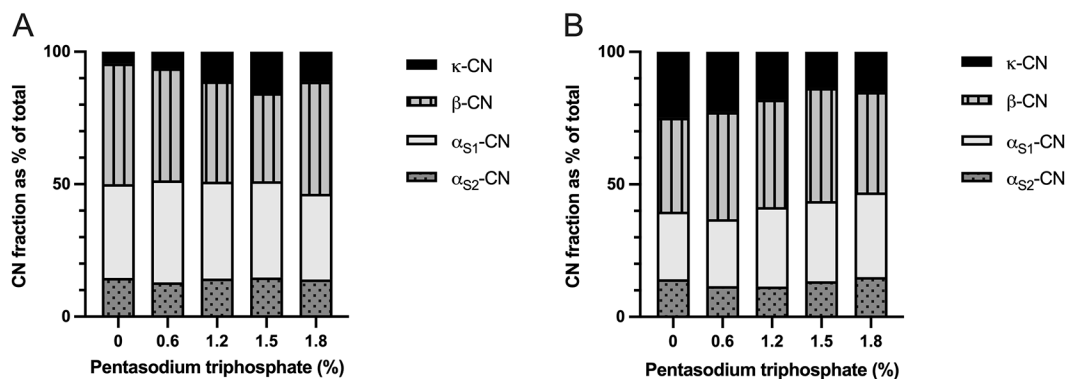 A
CN fraction as % of total
100
50
0
0 0.6 1.2 1.5 1.8
Pentasodium triphosphate (%)
κ-CN
β-CN
αS1-CN
αS2-CN
B
CN fraction as % of total
100
50
0
0 0.6 1.2 1.5 1.8
Pentasodium triphosphate (%)
κ-CN
β-CN
αS1-CN
αS2-CN